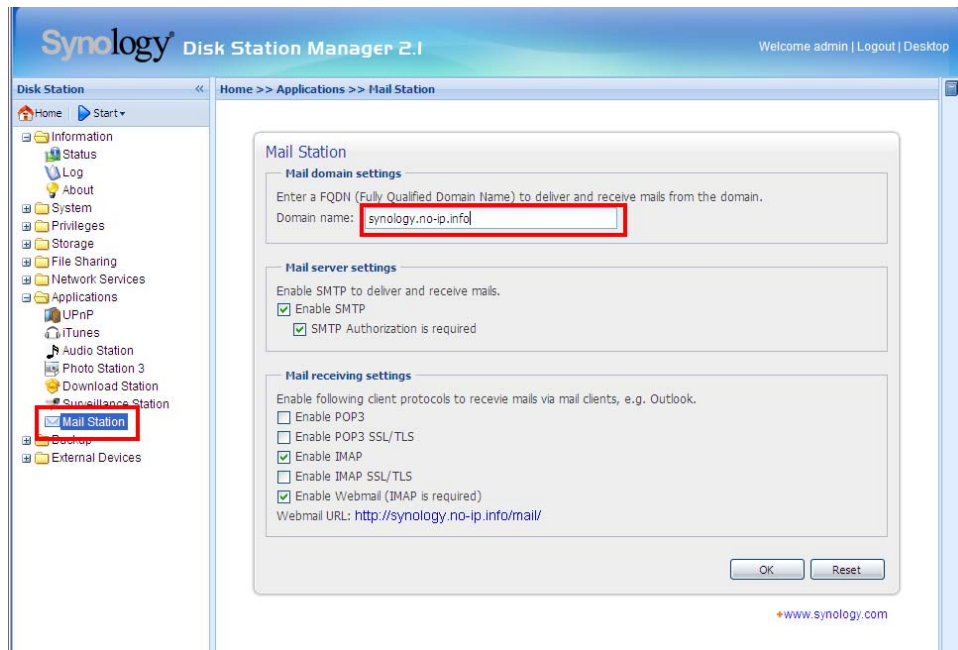 Synology Disk Station Manager 2.1
Welcome admin | Logout | Desktop
Disk Station «
Home >> Applications >> Mail Station
Home Start
Information
Status
Log
About
System
Privileges
Storage
File Sharing
Network Services
Applications
UPnP
iTunes
Audio Station
Photo Station 3
Download Station
Surveillance Station
Mail Station
Backup
External Devices
Mail Station
Mail domain settings
Enter a FQDN (Fully Qualified Domain Name) to deliver and receive mails from the domain.
Domain name: synology.no-ip.info
Mail server settings
Enable SMTP to deliver and receive mails.
Enable SMTP
SMTP Authorization is required
Mail receiving settings
Enable following client protocols to recevie mails via mail clients, e.g. Outlook.
Enable POP3
Enable POP3 SSL/TLS
Enable IMAP
Enable IMAP SSL/TLS
Enable Webmail (IMAP is required)
Webmail URL: http://synology.no-ip.info/mail/
OK Reset
www.synology.com